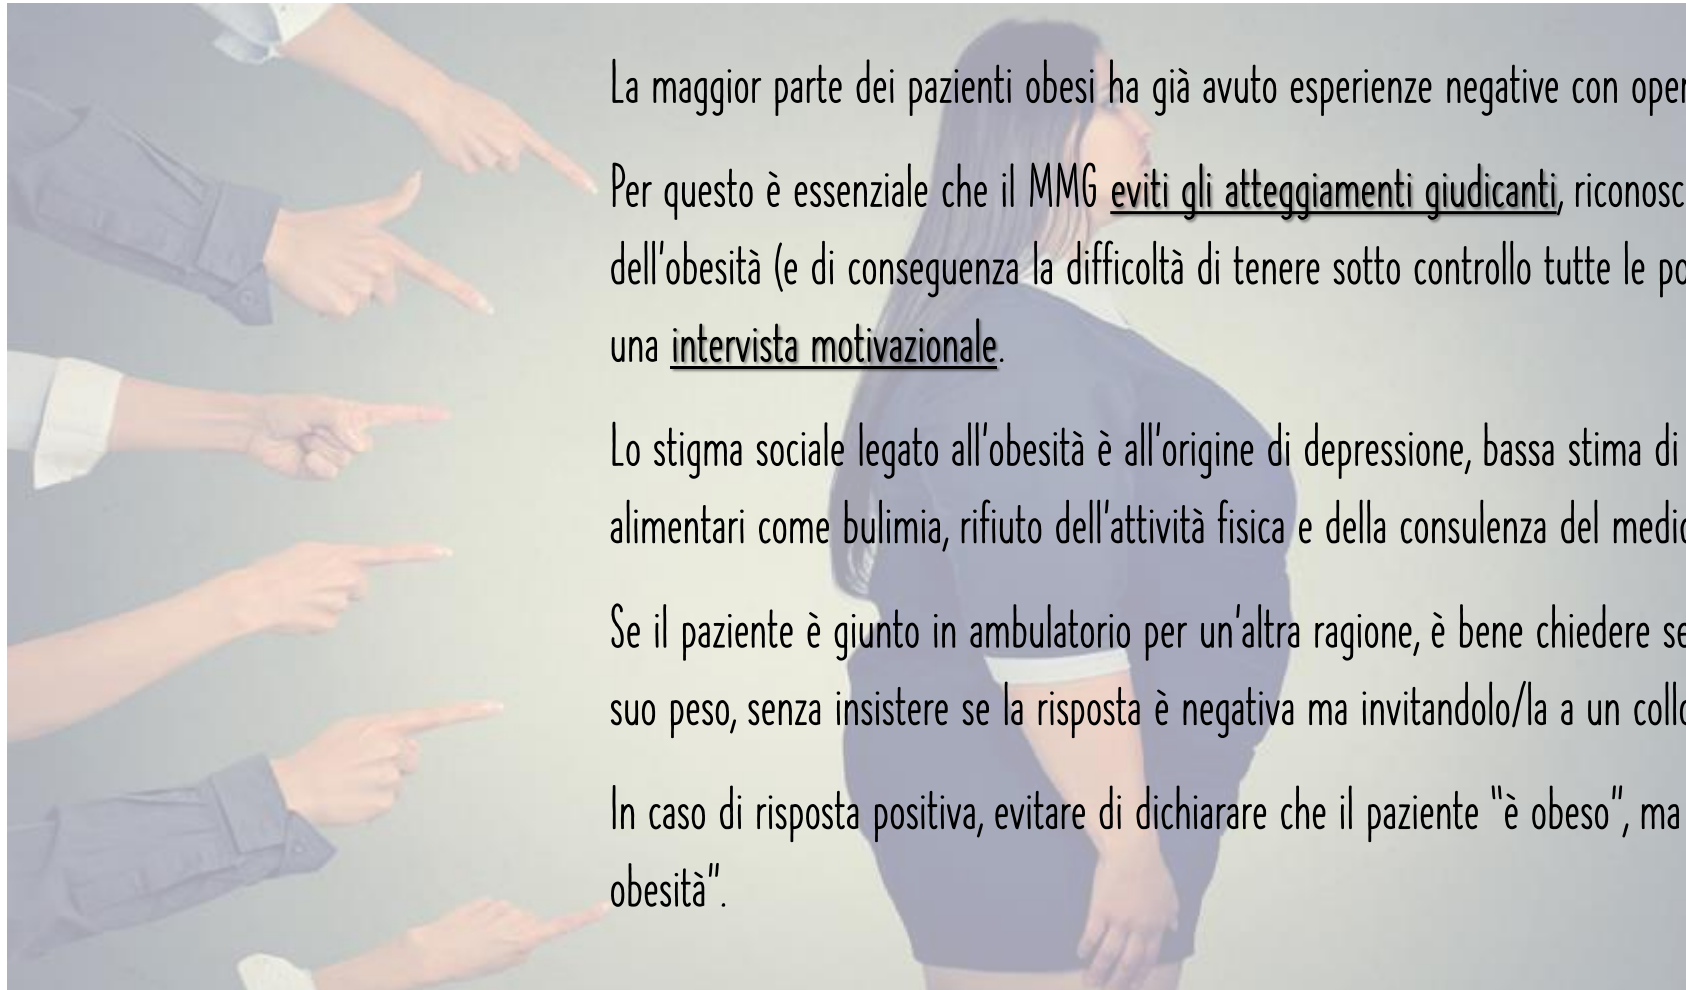 La maggior parte dei pazienti obesi ha già avuto esperienze negative con
Per questo è essenziale che il MMG eviti gli atteggiamenti giudicanti,
dell'obesità (e di conseguenza la difficoltà di tenere sotto controllo tutte le
una intervista motivazionale.
Lo stigma sociale legato all'obesità è all'origine di depressione, bassa stima di
alimentari come bulimia, rifiuto dell'attività fisica e della consulenza del
Se il paziente è giunto in ambulatorio per un'altra ragione, è bene chiedere se
suo peso, senza insistere se la risposta è negativa ma invitandolo/la a un
In caso di risposta positiva, evitare di dichiarare che il paziente "è obeso", ma
obesità".